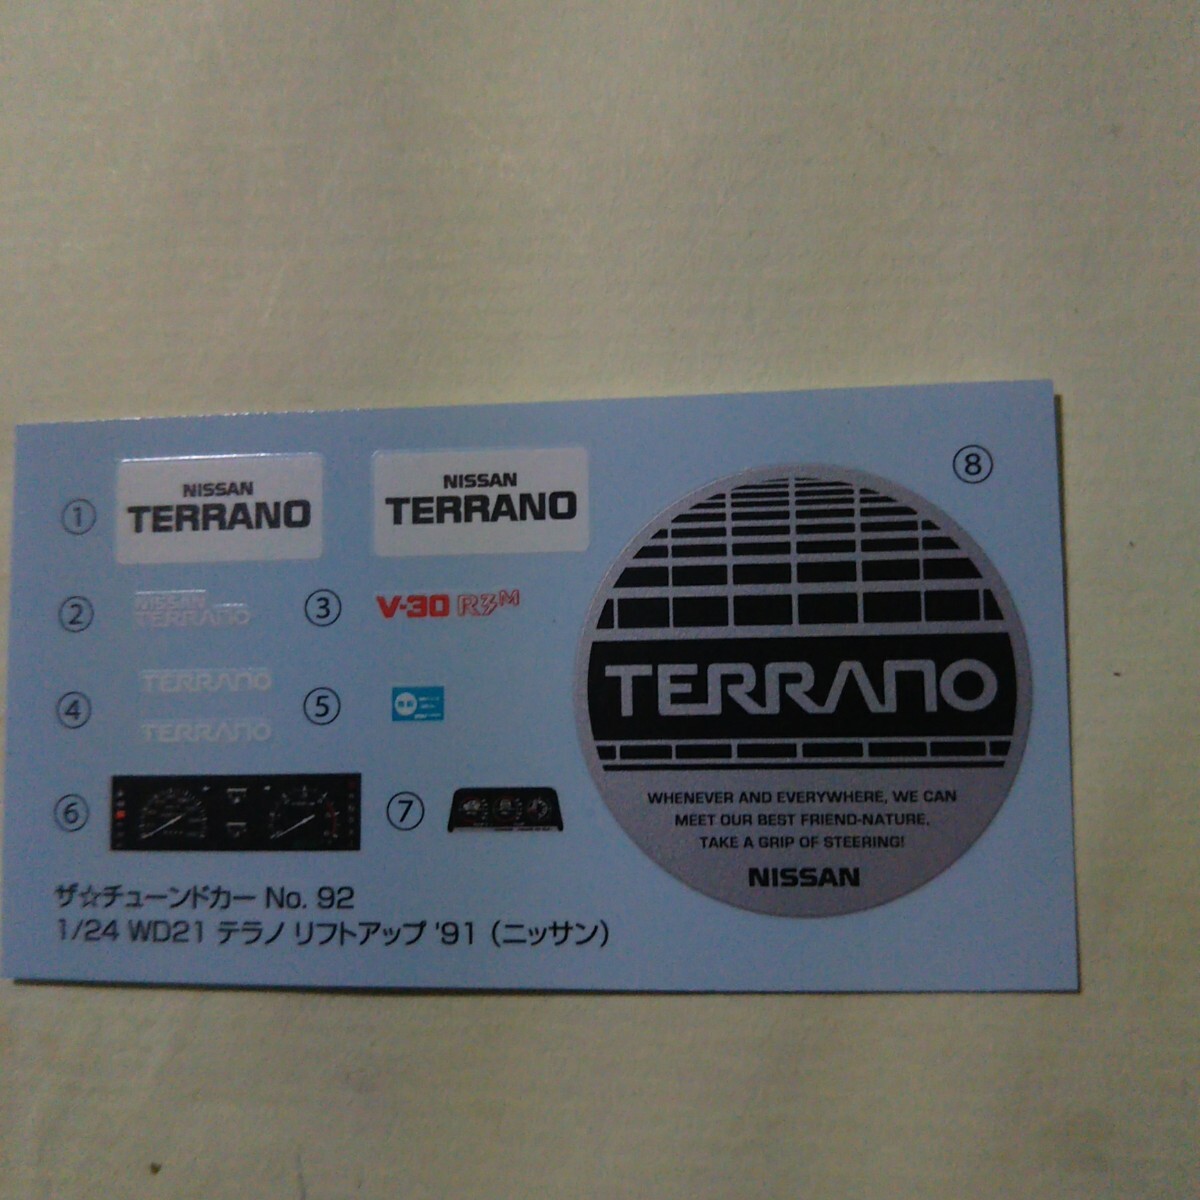 ①
NISSAN
TERRANO
NISSAN
TERRANO
⑧
②
NISSAN
TERRANO
③
V-30 R3M
④
TERRANO
TERRANO
⑤
⑥
⑦
TERRANO
WHENEVER AND EVERYWHERE, WE CAN
MEET OUR BEST FRIEND-NATURE.
TAKE A GRIP OF STEERING!
NISSAN
ザ☆チューンドカー No. 92
1/24 WD21 テラノ リフトアップ '91 (ニッサン)